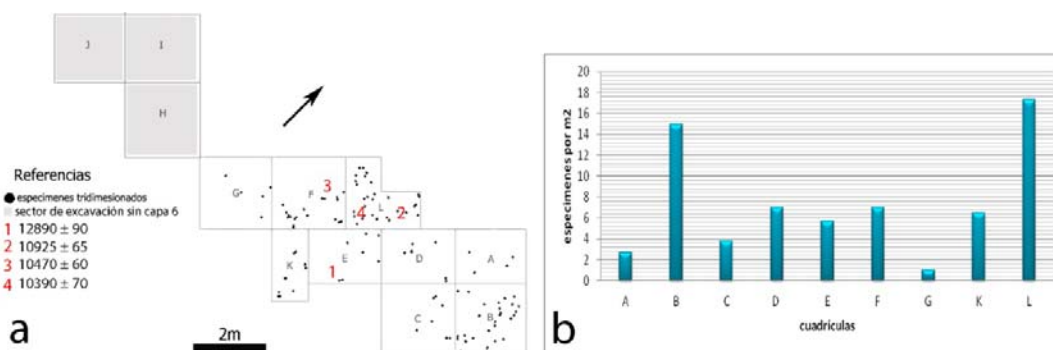 J I
H
G F 3 4 L 2
K E 1 D A
C B
Referencias
especimenes tridimesionados
sector de excavación sin capa 6
1 12890 ± 90
2 10925 ± 65
3 10470 ± 60
4 10390 ± 70
a
2m
especimenes por m2
20
18
16
14
12
10
8
6
4
2
0
A B C D E F G K L
cuadriculas
b